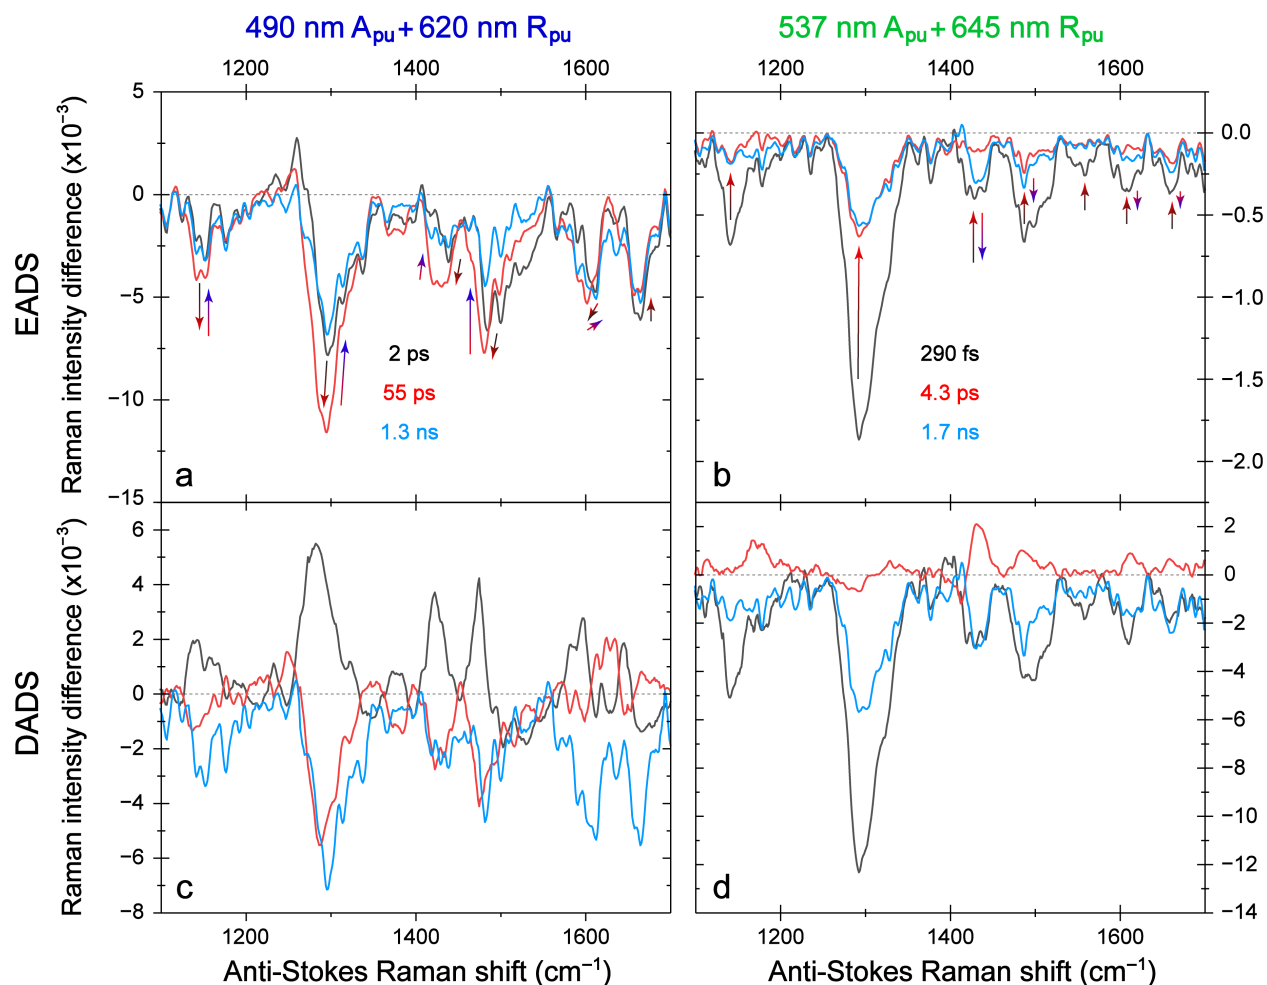 490 nm Apu + 620 nm Rpu
537 nm Apu + 645 nm Rpu
1200 1400 1600
1200 1400 1600
EADS
Raman intensity difference (x10⁻³)
5
0
−5
−10
−15
2 ps
55 ps
1.3 ns
a
290 fs
4.3 ps
1.7 ns
b
0.0
−0.5
−1.0
−1.5
−2.0
DADS
Raman intensity difference (x10⁻³)
6
4
2
0
−2
−4
−6
−8
c
d
2
0
−2
−4
−6
−8
−10
−12
−14
1200 1400 1600
1200 1400 1600
Anti-Stokes Raman shift (cm⁻¹)
Anti-Stokes Raman shift (cm⁻¹)